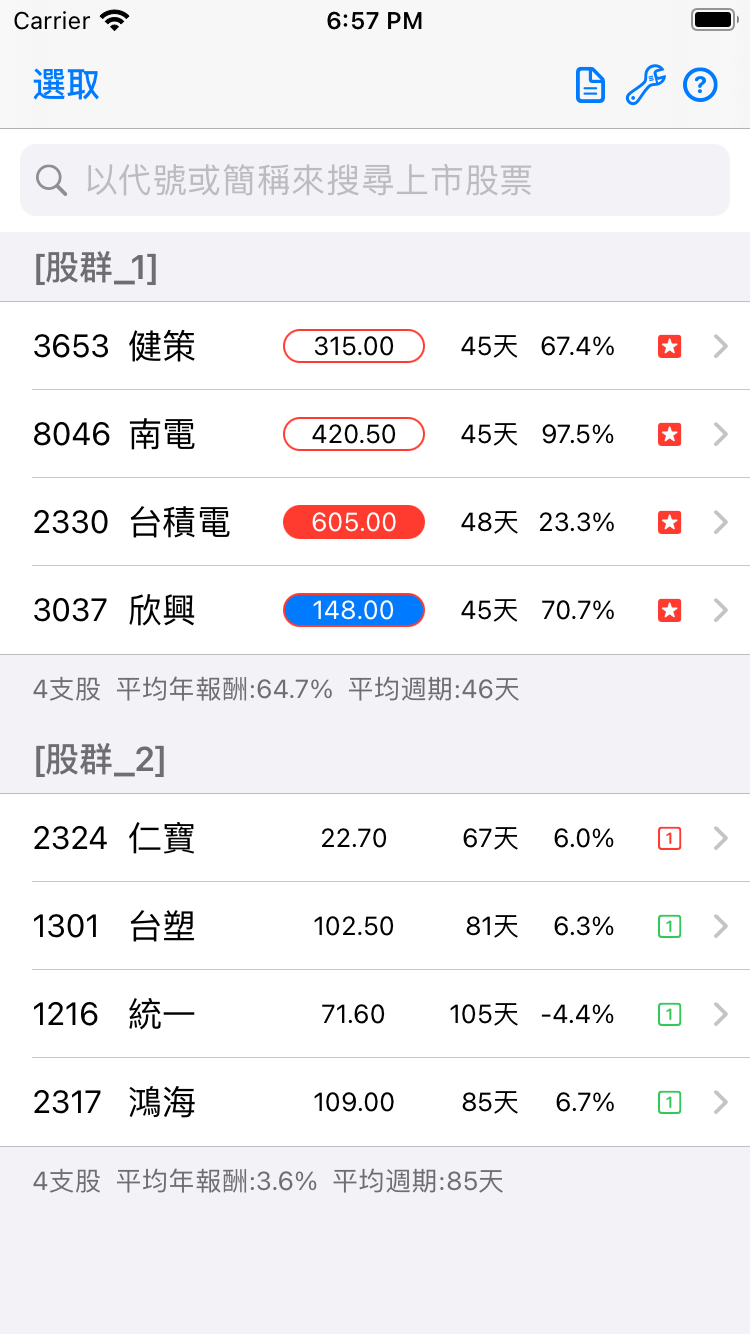 Carrier 6:57 PM
選取
以代號或簡稱來搜尋上市股票
[股群_1]
3653 健策 315.00 45天 67.4%
8046 南電 420.50 45天 97.5%
2330 台積電 605.00 48天 23.3%
3037 欣興 148.00 45天 70.7%
4支股 平均年報酬:64.7% 平均週期:46天
[股群_2]
2324 仁寶 22.70 67天 6.0% 1
1301 台塑 102.50 81天 6.3% 1
1216 統一 71.60 105天 -4.4% 1
2317 鴻海 109.00 85天 6.7% 1
4支股 平均年報酬:3.6% 平均週期:85天